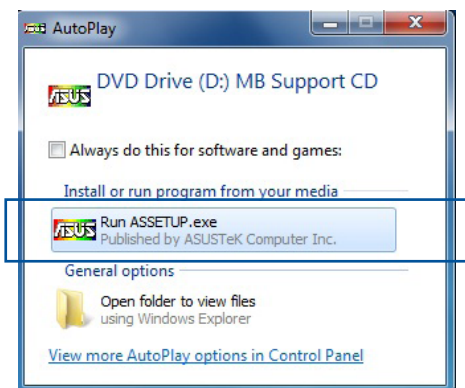 AutoPlay
DVD Drive (D:) MB Support CD
ASUS
Always do this for software and games:
Install or run program from your media
ASUS
Run ASSETUP.exe
Published by ASUSTeK Computer Inc.
General options
Open folder to view files
using Windows Explorer
View more AutoPlay options in Control Panel